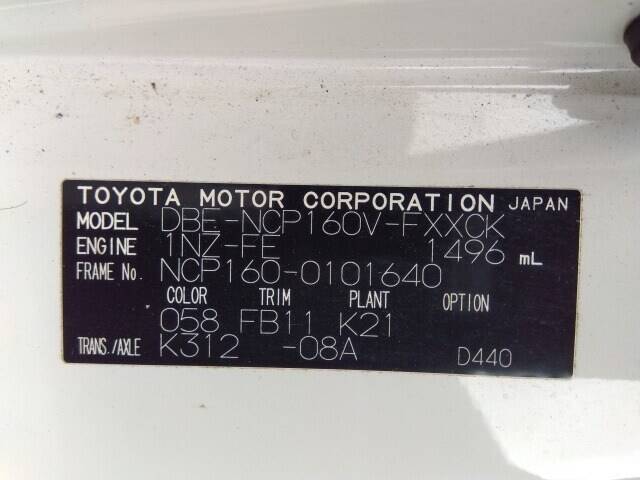 TOYOTA MOTOR CORPORATION JAPAN
MODEL DBE-NCP160V-FXXCK
ENGINE 1NZ-FE 1496 mL
FRAME No. NCP160-0101640
COLOR TRIM PLANT OPTION
058 FB11 K21
TRANS./AXLE K312 -08A D440